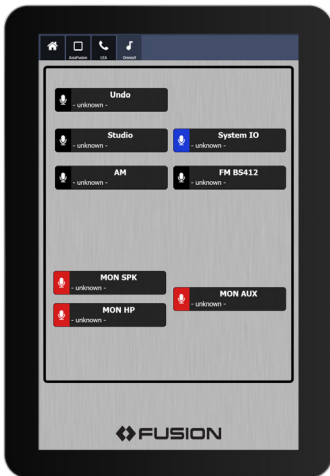 AxiaFusion LEA Omnia9
Undo
- unknown -
Studio System IO
- unknown - - unknown -
AM FM BS412
- unknown - - unknown -
MON SPK
- unknown -
MON AUX
- unknown -
MON HP
- unknown -
FUSION